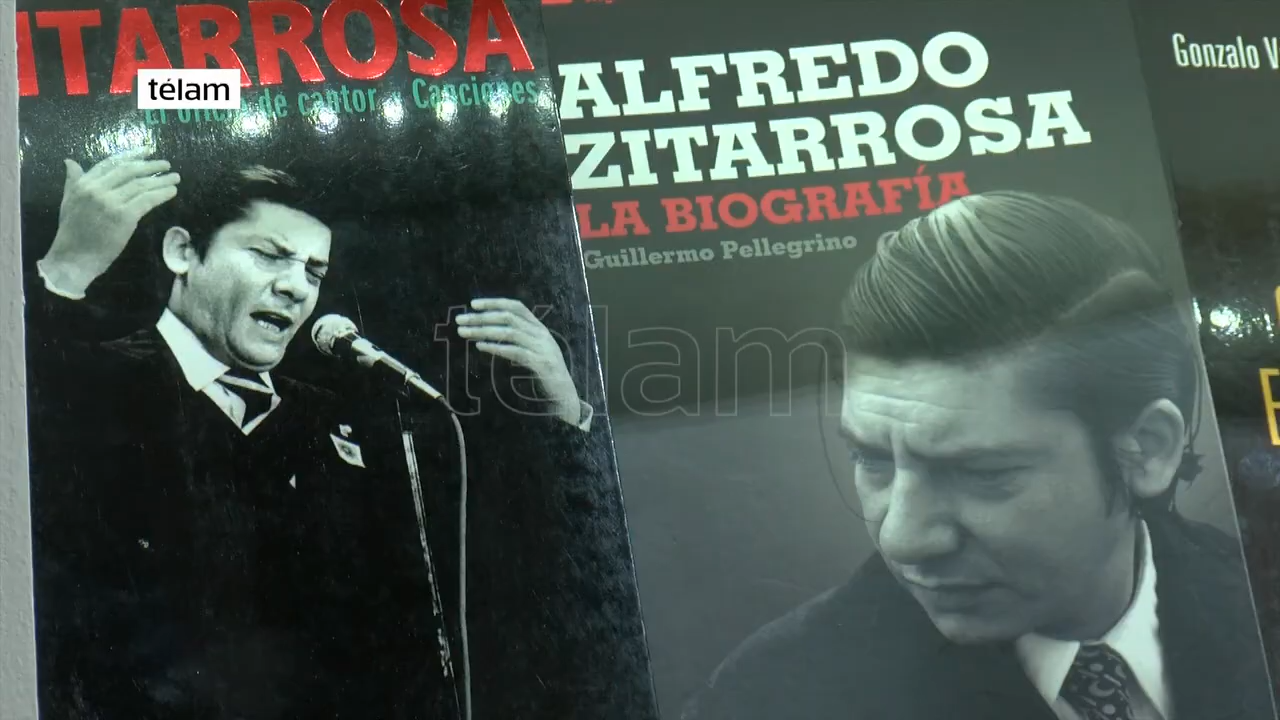 ITARROSA
télam
El oficio de cantor Canciones
ALFREDO
ZITARROSA
LA BIOGRAFÍA
Guillermo Pellegrino
télam
Gonzalo V
E